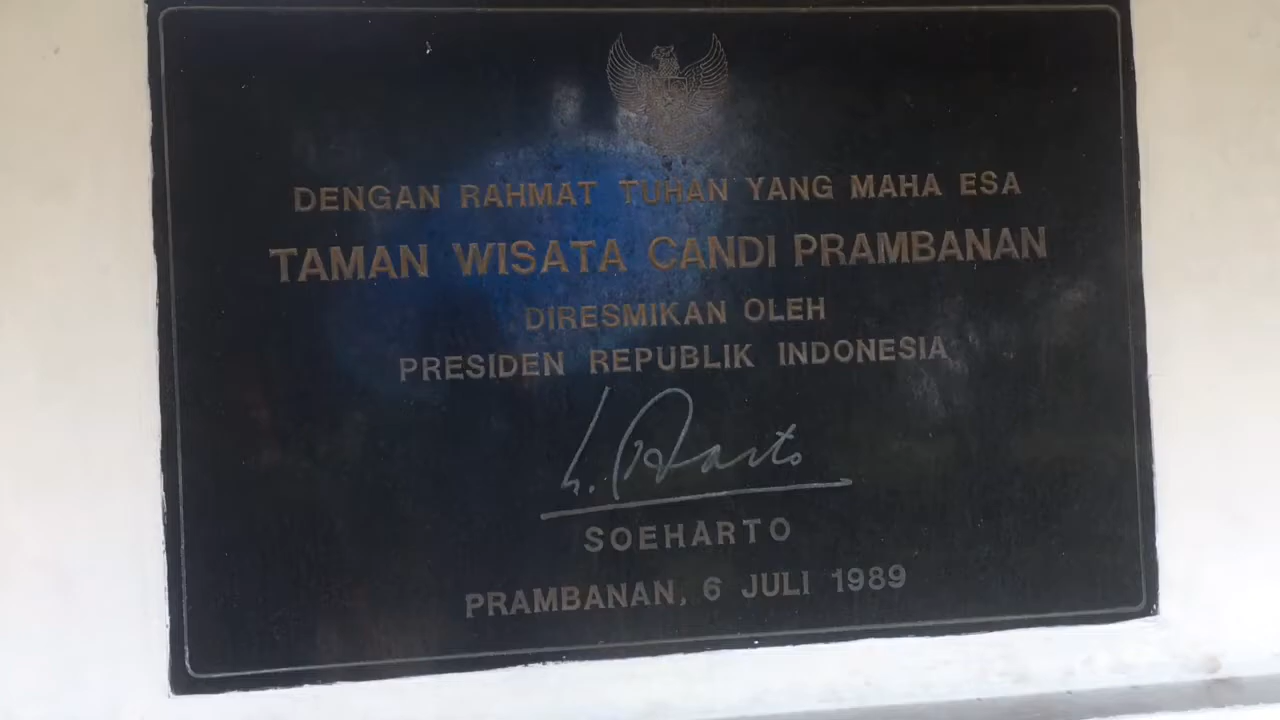 DENGAN RAHMAT TUHAN YANG MAHA ESA
TAMAN WISATA CANDI PRAMBANAN
DIRESMIKAN OLEH
PRESIDEN REPUBLIK INDONESIA
SOEHARTO
PRAMBANAN, 6 JULI 1989